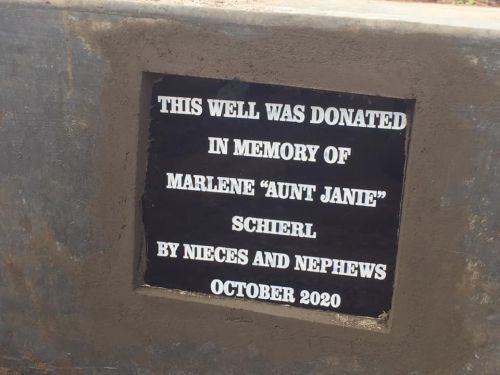 THIS WELL WAS DONATED
IN MEMORY OF
MARLENE “AUNT JANIE”
SCHIERL
BY NIECES AND NEPHEWS
OCTOBER 2020